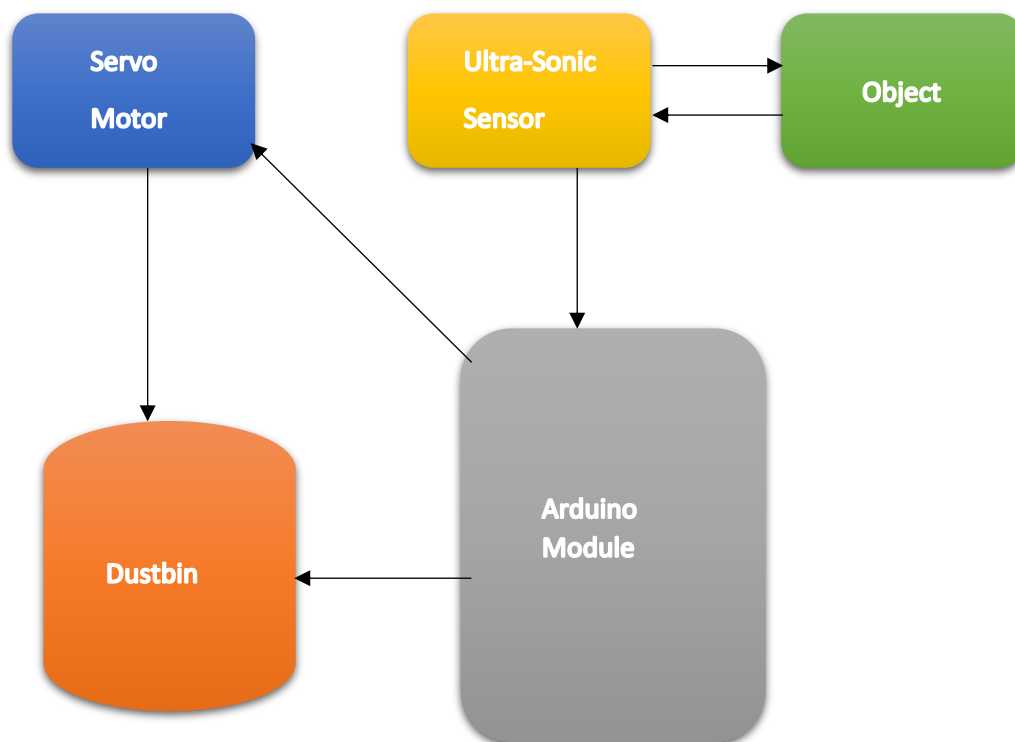 Servo
Motor
Ultra-Sonic
Sensor
Object
Arduino
Module
Dustbin